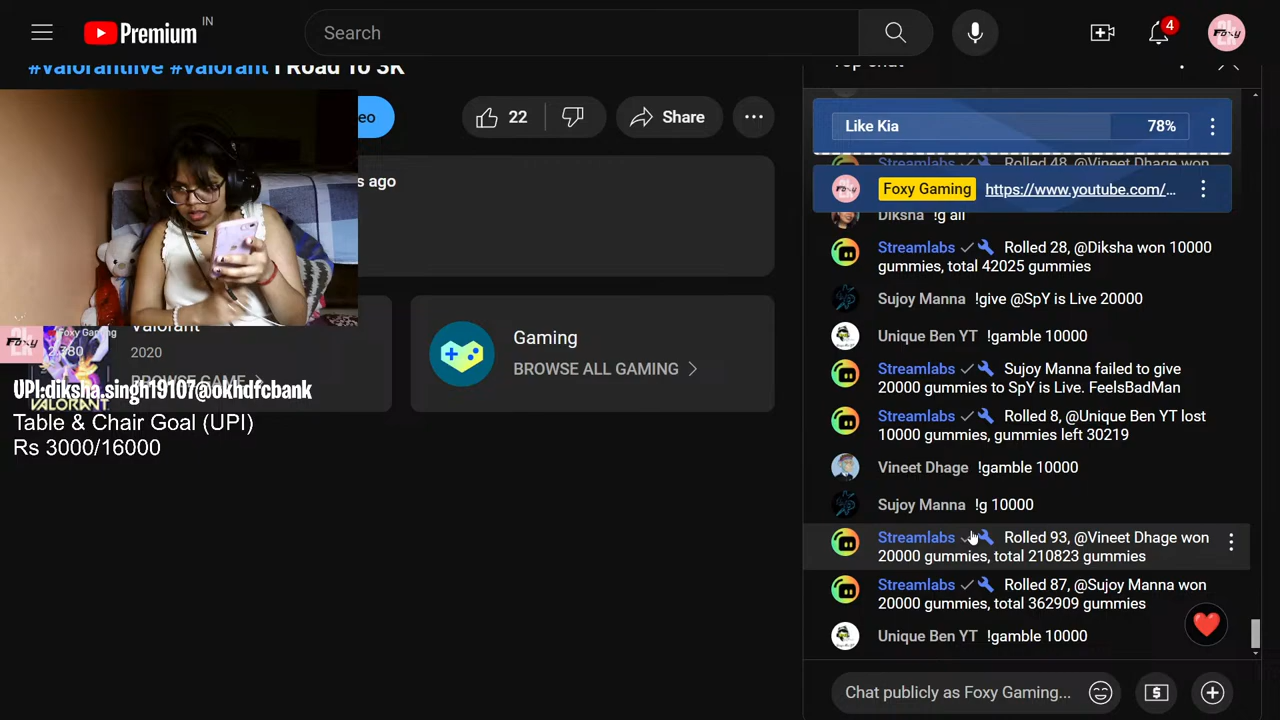 Premium IN
Search
4
Foxy
2k
#Valorantlive #Valorant I Road To 3K
eo
22
Share
s ago
Gaming
BROWSE ALL GAMING
Valorant
2020
BROWSE GAME
Foxy
Foxy Gaming
2,380
VALORANT
UPI:diksha.singh19107@okhdfcbank
Table & Chair Goal (UPI)
Rs 3000/16000
Top Chat
Like Kia 78%
Streamlabs Rolled 48, @Vineet Dhage won
Foxy Gaming https://www.youtube.com/...
Diksha !g all
Streamlabs Rolled 28, @Diksha won 10000
gummies, total 42025 gummies
Sujoy Manna !give @SpY is Live 20000
Unique Ben YT !gamble 10000
Streamlabs Sujoy Manna failed to give
20000 gummies to SpY is Live. FeelsBadMan
Streamlabs Rolled 8, @Unique Ben YT lost
10000 gummies, gummies left 30219
Vineet Dhage !gamble 10000
Sujoy Manna !g 10000
Streamlabs Rolled 93, @Vineet Dhage won
20000 gummies, total 210823 gummies
Streamlabs Rolled 87, @Sujoy Manna won
20000 gummies, total 362909 gummies
Unique Ben YT !gamble 10000
Chat publicly as Foxy Gaming...